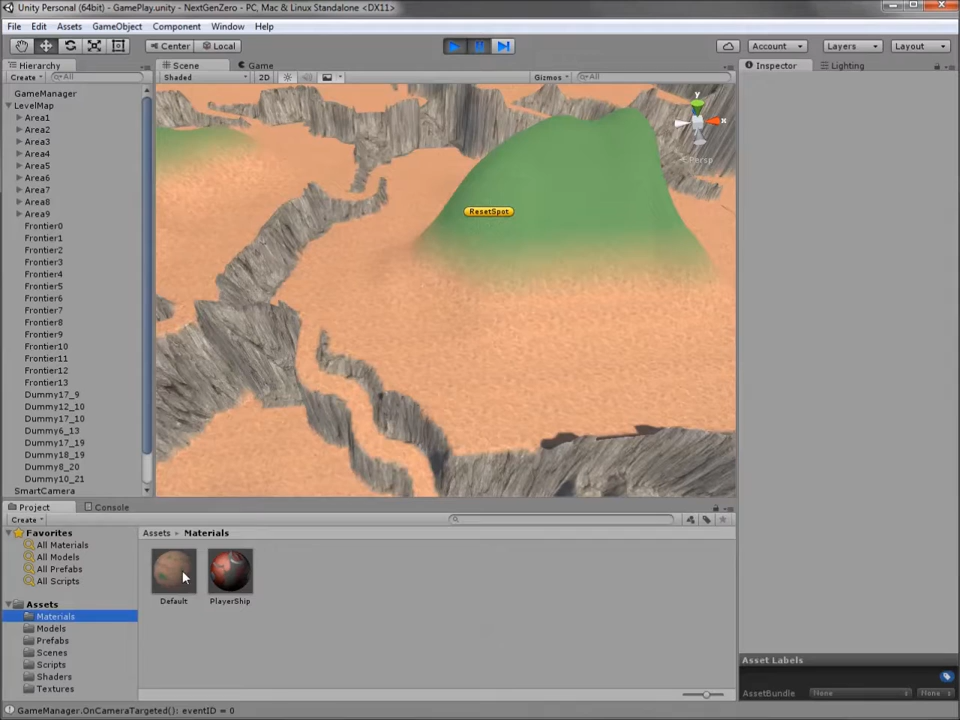 Unity Personal (64bit) - GamePlay.unity - NextGenZero - PC, Mac & Linux Standalone <DX11>
File Edit Assets GameObject Component Window Help
Center Local Account Layers Layout
Hierarchy Scene Game Inspector Lighting
Create All Shaded 2D Gizmos All
GameManager
LevelMap
Area1
Area2
Area3
Area4
Area5
Area6
Area7
Area8
Area9
Frontier0
Frontier1
Frontier2
Frontier3
Frontier4
Frontier5
Frontier6
Frontier7
Frontier8
Frontier9
Frontier10
Frontier11
Frontier12
Frontier13
Dummy17_9
Dummy12_10
Dummy17_10
Dummy6_13
Dummy17_19
Dummy18_19
Dummy8_20
Dummy10_21
SmartCamera
y
x
Persp
ResetSpot
Project Console
Create
Favorites
All Materials
All Models
All Prefabs
All Scripts
Assets
Materials
Models
Prefabs
Scenes
Scripts
Shaders
Textures
Assets Materials
Default PlayerShip
Asset Labels
AssetBundle None None
GameManager.OnCameraTargeted(): eventID = 0